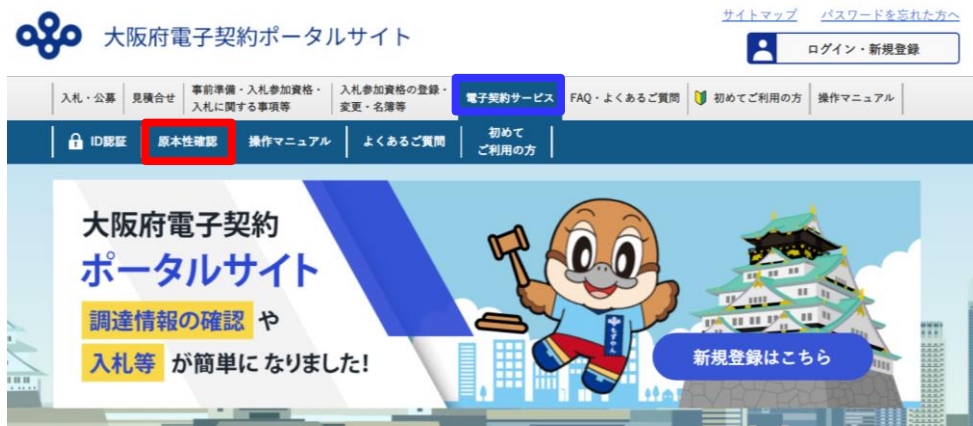 サイトマップ パスワードを忘れた方へ
大阪府電子契約ポータルサイト
ログイン・新規登録
入札・公募 見積合せ 事前準備・入札参加資格・ 入札参加資格の登録・ 電子契約サービス FAQ・よくあるご質問 初めてご利用の方 操作マニュアル
入札に関する事項等 変更・名簿等
ID認証 原本性確認 操作マニュアル よくあるご質問 初めて
ご利用の方
大阪府電子契約
ポータルサイト
調達情報の確認 や
入札等 が簡単になりました!
もずやん
新規登録はこちら